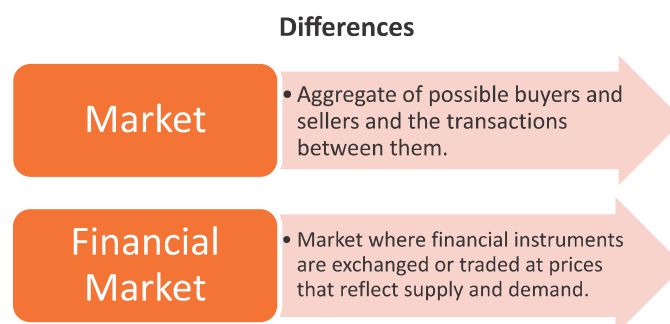 Differences
Market
• Aggregate of possible buyers and
sellers and the transactions
between them.
Financial
Market
• Market where financial instruments
are exchanged or traded at prices
that reflect supply and demand.